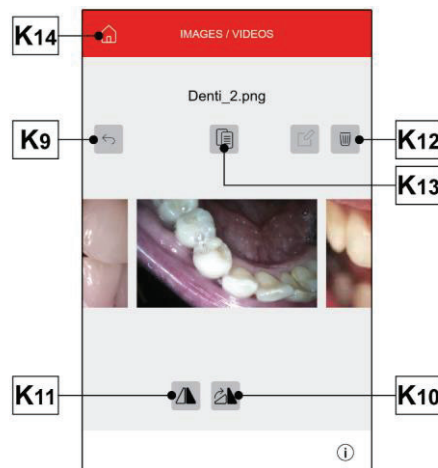 K14
IMAGES / VIDEOS
Denti_2.png
K9
K12
K13
K11
K10
i